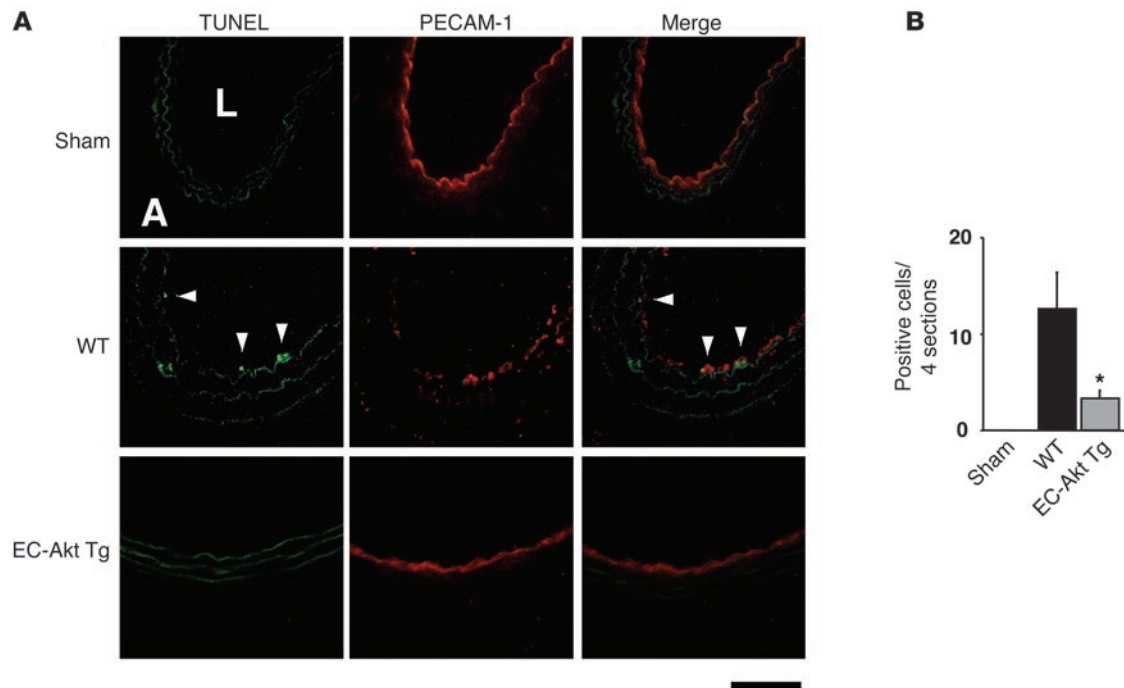 A
TUNEL
PECAM-1
Merge
Sham
L
A
WT
EC-Akt Tg
B
Positive cells/
4 sections
20
10
0
*
Sham
WT
EC-Akt Tg